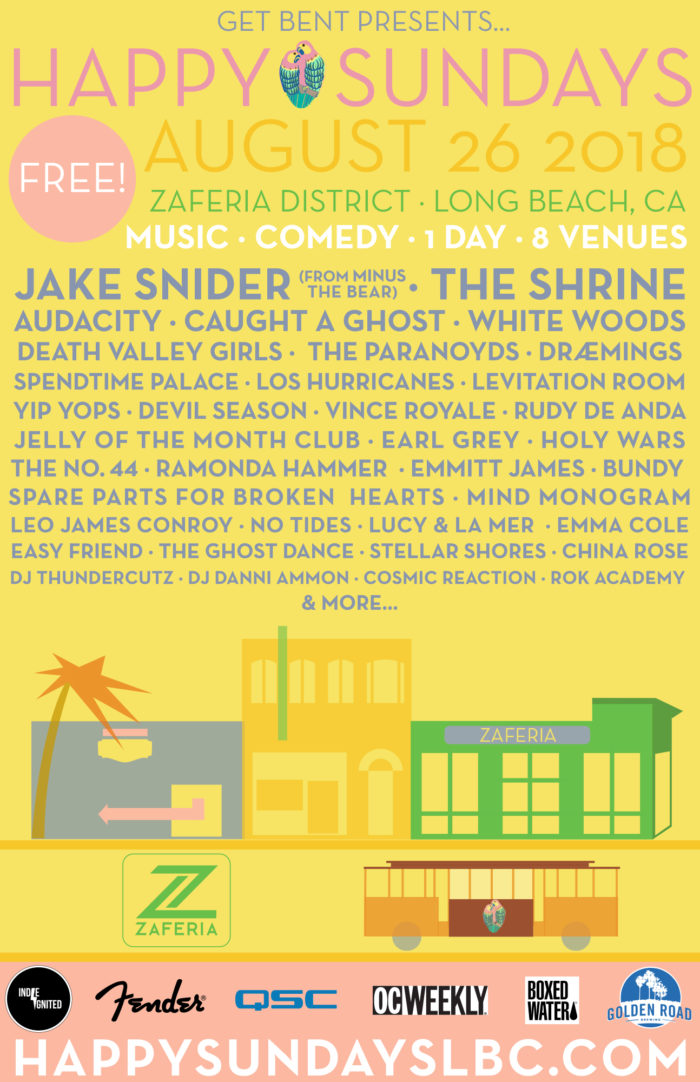 GET BENT PRESENTS...
HAPPY SUNDAYS
FREE!
AUGUST 26 2018
ZAFERIA DISTRICT · LONG BEACH, CA
MUSIC · COMEDY · 1 DAY · 8 VENUES
JAKE SNIDER (FROM MINUS THE BEAR) · THE SHRINE
AUDACITY · CAUGHT A GHOST · WHITE WOODS
DEATH VALLEY GIRLS · THE PARANOYDS · DRÆMINGS
SPENDTIME PALACE · LOS HURRICANES · LEVITATION ROOM
YIP YOPS · DEVIL SEASON · VINCE ROYALE · RUDY DE ANDA
JELLY OF THE MONTH CLUB · EARL GREY · HOLY WARS
THE NO. 44 · RAMONDA HAMMER · EMMITT JAMES · BUNDY
SPARE PARTS FOR BROKEN HEARTS · MIND MONOGRAM
LEO JAMES CONROY · NO TIDES · LUCY & LA MER · EMMA COLE
EASY FRIEND · THE GHOST DANCE · STELLAR SHORES · CHINA ROSE
DJ THUNDERCUTZ · DJ DANNI AMMON · COSMIC REACTION · ROK ACADEMY
& MORE...
ZAFERIA
ZAFERIA
INDIE IGNITED
Fender
QSC
OC WEEKLY
BOXED WATER
GOLDEN ROAD
BREWING
HAPPYSUNDAYSLBC.COM